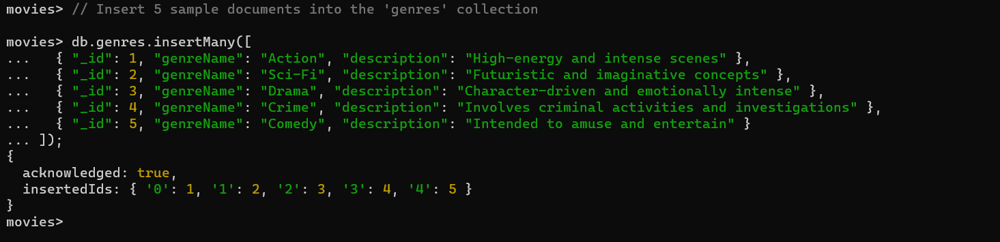 movies> // Insert 5 sample documents into the 'genres' collection
movies> db.genres.insertMany([
...   { "_id": 1, "genreName": "Action", "description": "High-energy and intense scenes" },
...   { "_id": 2, "genreName": "Sci-Fi", "description": "Futuristic and imaginative concepts" },
...   { "_id": 3, "genreName": "Drama", "description": "Character-driven and emotionally intense" },
...   { "_id": 4, "genreName": "Crime", "description": "Involves criminal activities and investigations" },
...   { "_id": 5, "genreName": "Comedy", "description": "Intended to amuse and entertain" }
... ]);
{
  acknowledged: true,
  insertedIds: { '0': 1, '1': 2, '2': 3, '3': 4, '4': 5 }
}
movies>